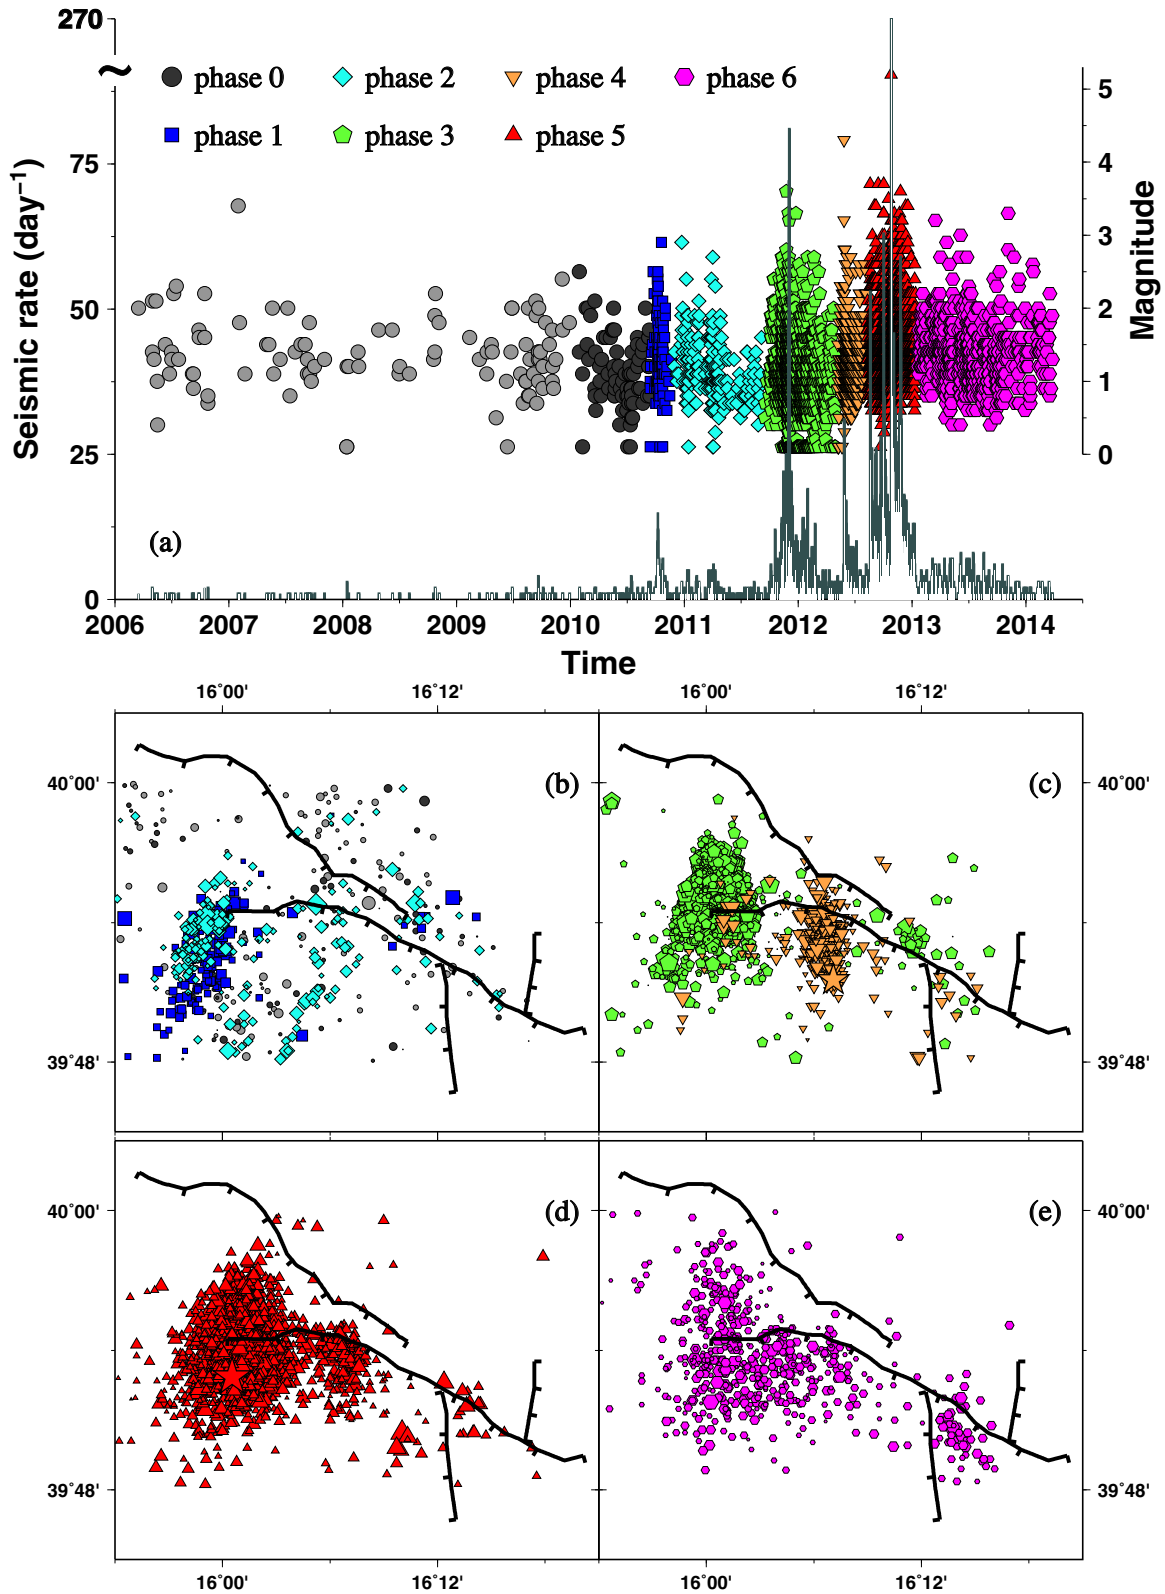 270
phase 0 phase 2 phase 4 phase 6
phase 1 phase 3 phase 5
75
50
25
0
Seismic rate (day⁻¹)
5
4
3
2
1
0
Magnitude
(a)
2006 2007 2008 2009 2010 2011 2012 2013 2014
Time
16°00' 16°12' 16°00' 16°12'
40°00' (b) (c) 40°00'
39°48' 39°48'
40°00' (d) (e) 40°00'
39°48' 39°48'
16°00' 16°12' 16°00' 16°12'